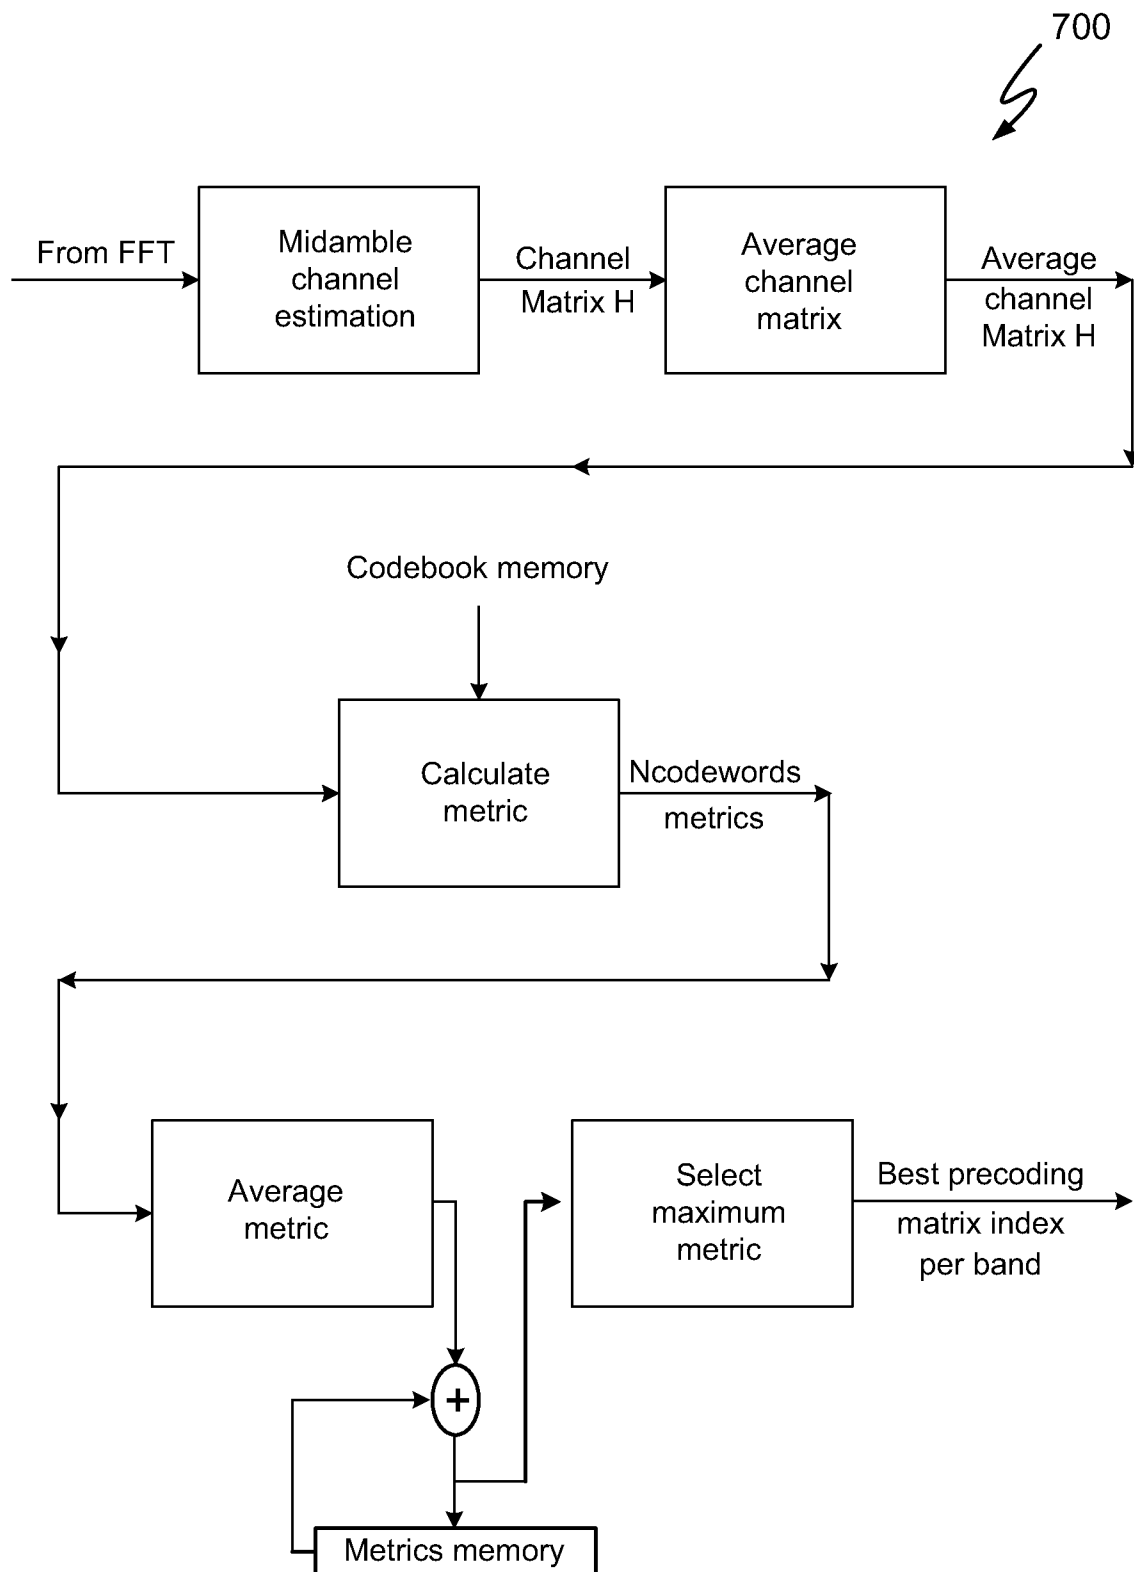 700
From FFT
Midamble
channel
estimation
Channel
Matrix H
Average
channel
matrix
Average
channel
Matrix H
Codebook memory
Calculate
metric
Ncodewords
metrics
Average
metric
Select
maximum
metric
Best precoding
matrix index
per band
+
Metrics memory